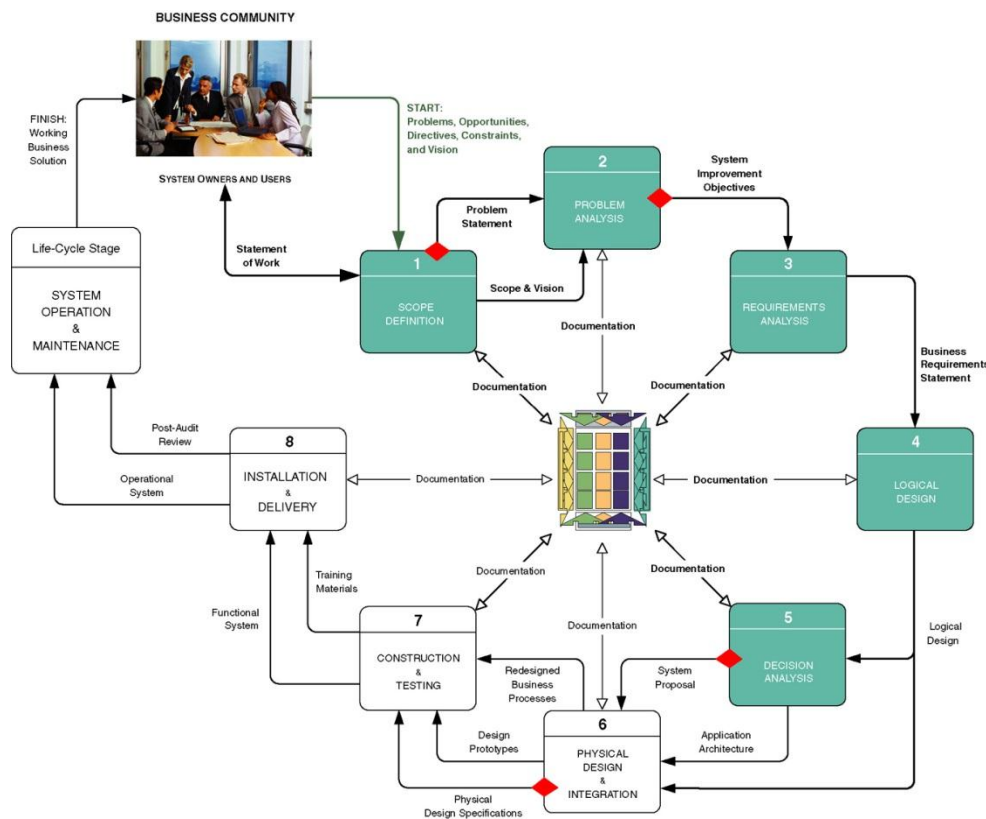 BUSINESS COMMUNITY
FINISH:
Working
Business
Solution
START:
Problems, Opportunities,
Directives, Constraints,
and Vision
SYSTEM OWNERS AND USERS
2
PROBLEM
ANALYSIS
System
Improvement
Objectives
Problem
Statement
Life-Cycle Stage
SYSTEM
OPERATION
&
MAINTENANCE
Statement
of Work
1
SCOPE
DEFINITION
Scope & Vision
3
REQUIREMENTS
ANALYSIS
Documentation
Business
Requirements
Statement
Documentation
Documentation
Post-Audit
Review
Operational
System
8
INSTALLATION
&
DELIVERY
Documentation
Documentation
4
LOGICAL
DESIGN
Training
Materials
Functional
System
Documentation
Documentation
Documentation
7
CONSTRUCTION
&
TESTING
5
DECISION
ANALYSIS
Logical
Design
Redesigned
Business
Processes
System
Proposal
6
PHYSICAL
DESIGN
&
INTEGRATION
Design
Prototypes
Application
Architecture
Physical
Design Specifications